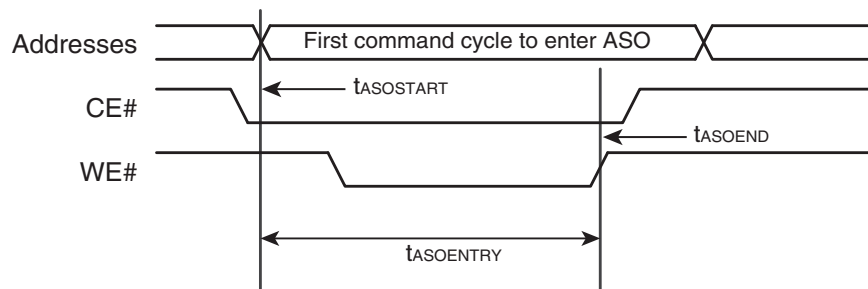 Addresses
First command cycle to enter ASO
tASOSTART
CE#
tASOEND
WE#
tASOENTRY